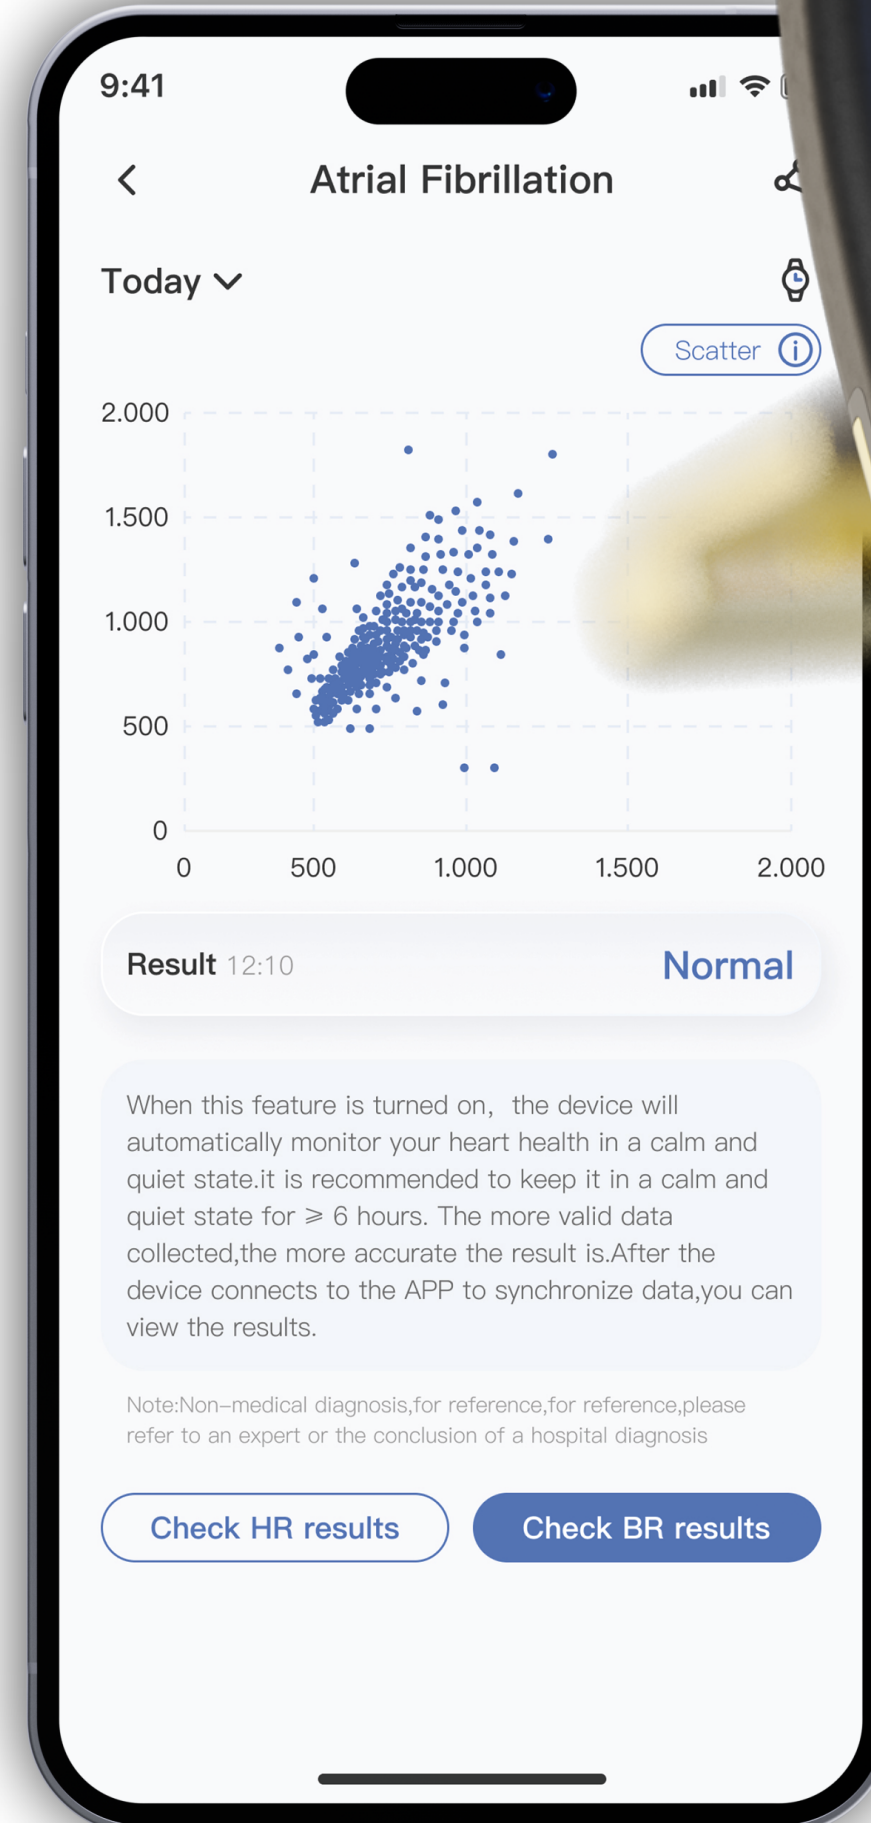 9:41
Atrial Fibrillation
Today
Scatter
2.000
1.500
1.000
500
0
0 500 1.000 1.500 2.000
Result 12:10 Normal
When this feature is turned on, the device will
automatically monitor your heart health in a calm and
quiet state.it is recommended to keep it in a calm and
quiet state for ≥ 6 hours. The more valid data
collected,the more accurate the result is.After the
device connects to the APP to synchronize data,you can
view the results.
Note:Non-medical diagnosis,for reference,for reference,please
refer to an expert or the conclusion of a hospital diagnosis
Check HR results Check BR results